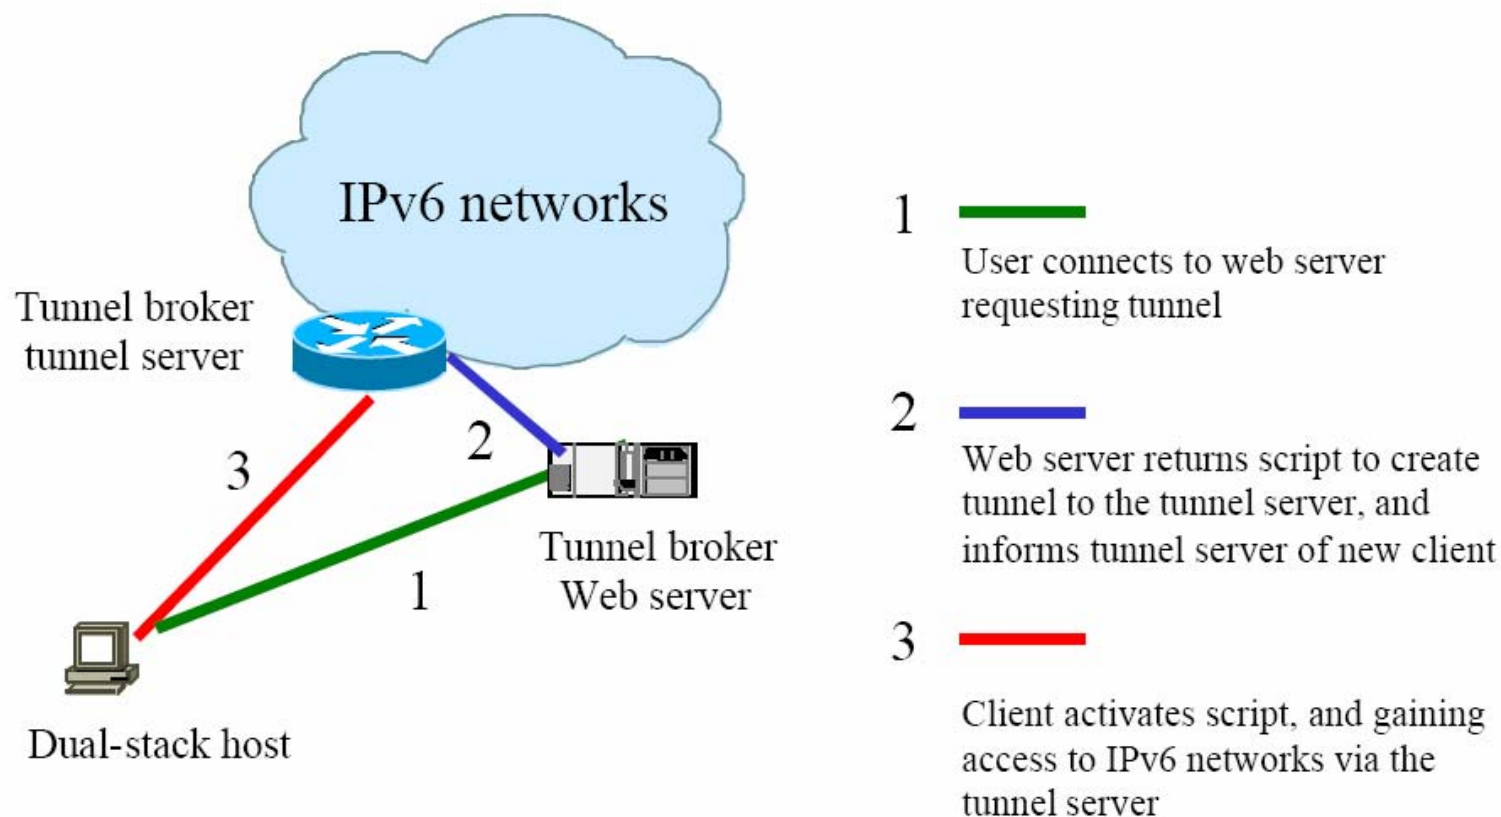 IPv6 networks
Tunnel broker
tunnel server
2
3
Tunnel broker
Web server
1
Dual-stack host
1
User connects to web server
requesting tunnel
2
Web server returns script to create
tunnel to the tunnel server, and
informs tunnel server of new client
3
Client activates script, and gaining
access to IPv6 networks via the
tunnel server